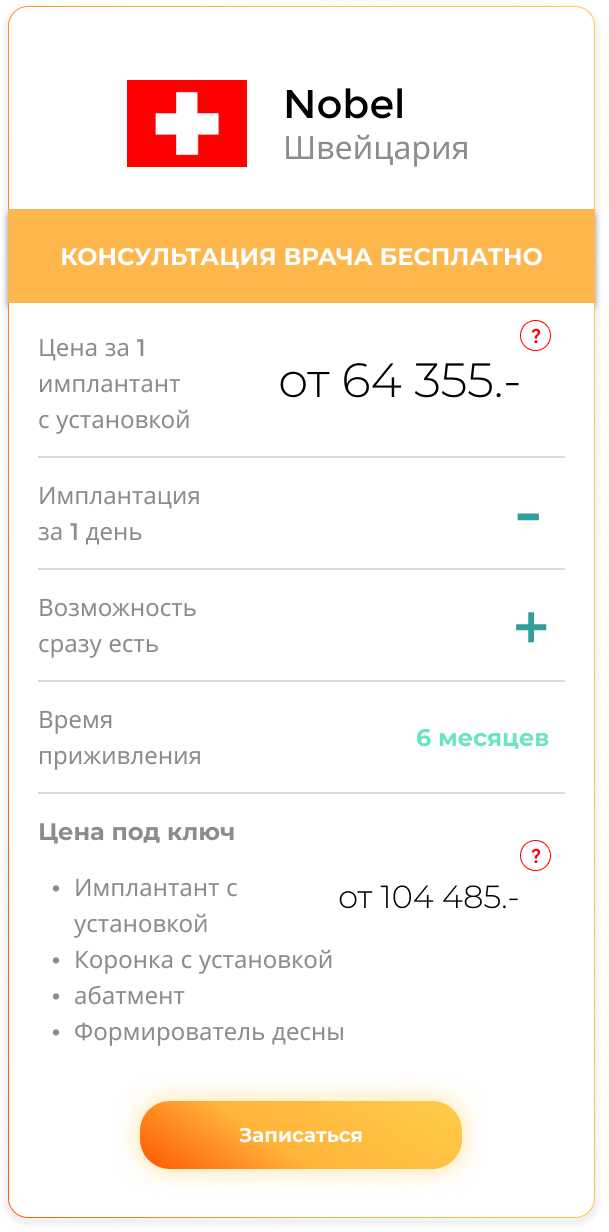 Nobel
Швейцария
КОНСУЛЬТАЦИЯ ВРАЧА БЕСПЛАТНО
Цена за 1
имплантант
с установкой
?
от 64 355.-
Имплантация
за 1 день
-
Возможность
сразу есть
+
Время
приживления
6 месяцев
Цена под ключ
?
• Имплантант с
установкой
от 104 485.-
• Коронка с установкой
• абатмент
• Формирователь десны
Записаться